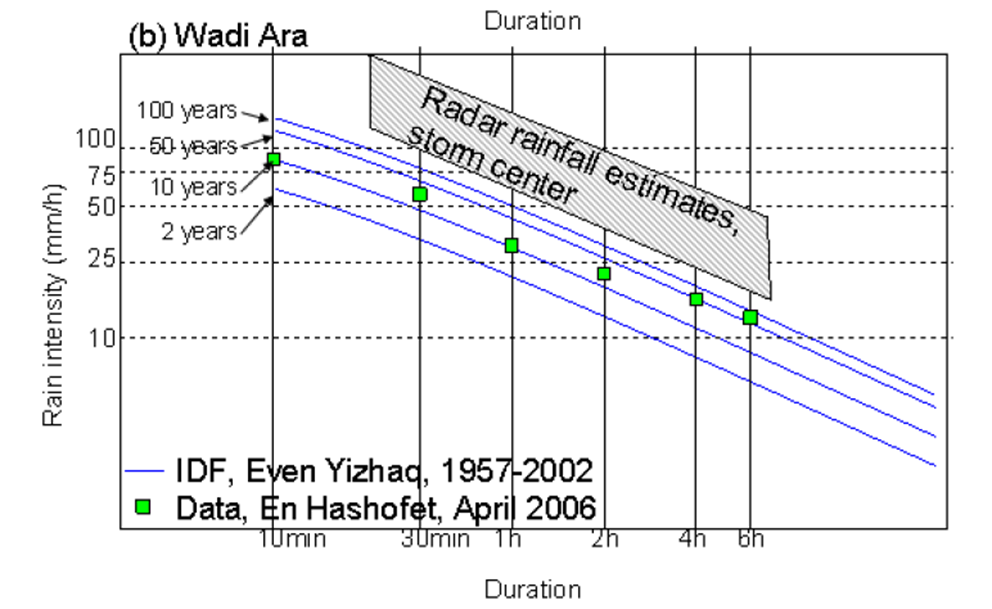 Duration
(b) Wadi Ara
100 years
50 years
10 years
2 years
100
75
50
25
10
Rain intensity (mm/h)
Radar rainfall estimates,
storm center
IDF, Even Yizhaq, 1957-2002
Data, En Hashofet, April 2006
10min 30min 1h 2h 4h 6h
Duration